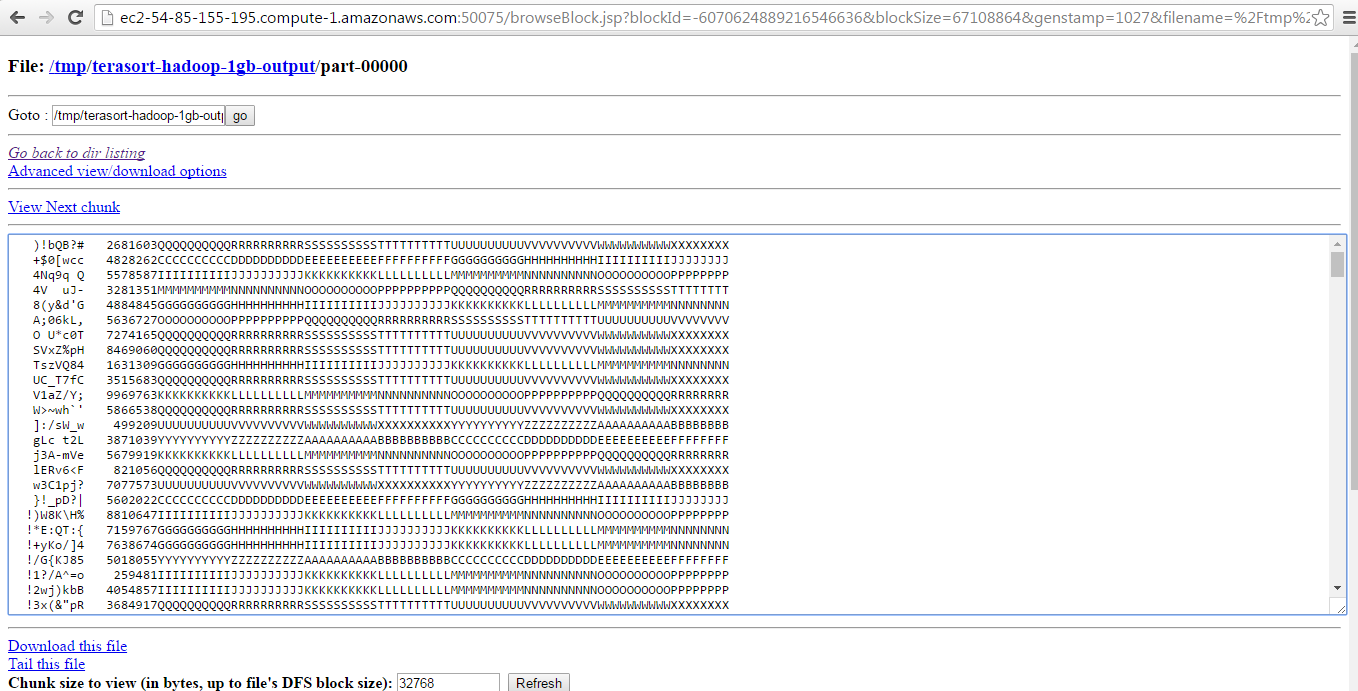 ec2-54-85-155-195.compute-1.amazonaws.com:50075/browseBlock.jsp?blockId=-6070624889216546636&blockSize=67108864&genstamp=1027&filename=%2Ftmp%2
File: /tmp/terasort-hadoop-1gb-output/part-00000
Goto : /tmp/terasort-hadoop-1gb-outp go
Go back to dir listing
Advanced view/download options
View Next chunk
)!bQB?# 2681603QQQQQQQQQQRRRRRRRRRRSSSSSSSSSSTTTTTTTTTTUUUUUUUUUUVVVVVVVVVVWWWWWWWWWWXXXXXXXX
+$0[wcc 4828262CCCCCCCCCCDDDDDDDDDDEEEEEEEEEEFFFFFFFFFFGGGGGGGGGGHHHHHHHHHHIIIIIIIIIIJJJJJJJJ
4Nq9q Q 5578587IIIIIIIIIIJJJJJJJJJJKKKKKKKKKKLLLLLLLLLLMMMMMMMMMMNNNNNNNNNNOOOOOOOOOOPPPPPPPP
4V  uJ- 3281351MMMMMMMMMMNNNNNNNNNNOOOOOOOOOOPPPPPPPPPPQQQQQQQQQQRRRRRRRRRRSSSSSSSSSSTTTTTTTT
8(y&d'G 4884845GGGGGGGGGGHHHHHHHHHHIIIIIIIIIIJJJJJJJJJJKKKKKKKKKKLLLLLLLLLLMMMMMMMMMMNNNNNNNN
A;06kL, 5636727OOOOOOOOOOPPPPPPPPPPQQQQQQQQQQRRRRRRRRRRSSSSSSSSSSTTTTTTTTTTUUUUUUUUUUVVVVVVVV
O U*c0T 7274165QQQQQQQQQQRRRRRRRRRRSSSSSSSSSSTTTTTTTTTTUUUUUUUUUUVVVVVVVVVVWWWWWWWWWWXXXXXXXX
SVxZ%pH 8469060QQQQQQQQQQRRRRRRRRRRSSSSSSSSSSTTTTTTTTTTUUUUUUUUUUVVVVVVVVVVWWWWWWWWWWXXXXXXXX
TszVQ84 1631309GGGGGGGGGGHHHHHHHHHHIIIIIIIIIIJJJJJJJJJJKKKKKKKKKKLLLLLLLLLLMMMMMMMMMMNNNNNNNN
UC_T7fC 3515683QQQQQQQQQQRRRRRRRRRRSSSSSSSSSSTTTTTTTTTTUUUUUUUUUUVVVVVVVVVVWWWWWWWWWWXXXXXXXX
V1aZ/Y; 9969763KKKKKKKKKKLLLLLLLLLLMMMMMMMMMMNNNNNNNNNNOOOOOOOOOOPPPPPPPPPPQQQQQQQQQQRRRRRRRR
W>~wh`' 5866538QQQQQQQQQQRRRRRRRRRRSSSSSSSSSSTTTTTTTTTTUUUUUUUUUUVVVVVVVVVVWWWWWWWWWWXXXXXXXX
]:/sW_w 499209UUUUUUUUUUVVVVVVVVVVWWWWWWWWWWXXXXXXXXXXYYYYYYYYYYZZZZZZZZZZAAAAAAAAAABBBBBBBB
gLc t2L 3871039YYYYYYYYYYZZZZZZZZZZAAAAAAAAAABBBBBBBBBBCCCCCCCCCCDDDDDDDDDDEEEEEEEEEEFFFFFFFF
j3A-mVe 5679919KKKKKKKKKKLLLLLLLLLLMMMMMMMMMMNNNNNNNNNNOOOOOOOOOOPPPPPPPPPPQQQQQQQQQQRRRRRRRR
lERv6<F 821056QQQQQQQQQQRRRRRRRRRRSSSSSSSSSSTTTTTTTTTTUUUUUUUUUUVVVVVVVVVVWWWWWWWWWWXXXXXXXX
w3C1pj? 7077573UUUUUUUUUUVVVVVVVVVVWWWWWWWWWWXXXXXXXXXXYYYYYYYYYYZZZZZZZZZZAAAAAAAAAABBBBBBBB
}!_pD?| 5602022CCCCCCCCCCDDDDDDDDDDEEEEEEEEEEFFFFFFFFFFGGGGGGGGGGHHHHHHHHHHIIIIIIIIIIJJJJJJJJ
!)W8K\H% 8810647IIIIIIIIIIJJJJJJJJJJKKKKKKKKKKLLLLLLLLLLMMMMMMMMMMNNNNNNNNNNOOOOOOOOOOPPPPPPPP
!*E:QT:{ 7159767GGGGGGGGGGHHHHHHHHHHIIIIIIIIIIJJJJJJJJJJKKKKKKKKKKLLLLLLLLLLMMMMMMMMMMNNNNNNNN
!+yKo/]4 7638674GGGGGGGGGGHHHHHHHHHHIIIIIIIIIIJJJJJJJJJJKKKKKKKKKKLLLLLLLLLLMMMMMMMMMMNNNNNNNN
!/G{KJ85 5018055YYYYYYYYYYZZZZZZZZZZAAAAAAAAAABBBBBBBBBBCCCCCCCCCCDDDDDDDDDDEEEEEEEEEEFFFFFFFF
!1?/A^=o 259481IIIIIIIIIIJJJJJJJJJJKKKKKKKKKKLLLLLLLLLLMMMMMMMMMMNNNNNNNNNNOOOOOOOOOOPPPPPPPP
!2wj)kbB 4054857IIIIIIIIIIJJJJJJJJJJKKKKKKKKKKLLLLLLLLLLMMMMMMMMMMNNNNNNNNNNOOOOOOOOOOPPPPPPPP
!3x(&"pR 3684917QQQQQQQQQQRRRRRRRRRRSSSSSSSSSSTTTTTTTTTTUUUUUUUUUUVVVVVVVVVVWWWWWWWWWWXXXXXXXX
Download this file
Tail this file
Chunk size to view (in bytes, up to file's DFS block size): 32768 Refresh